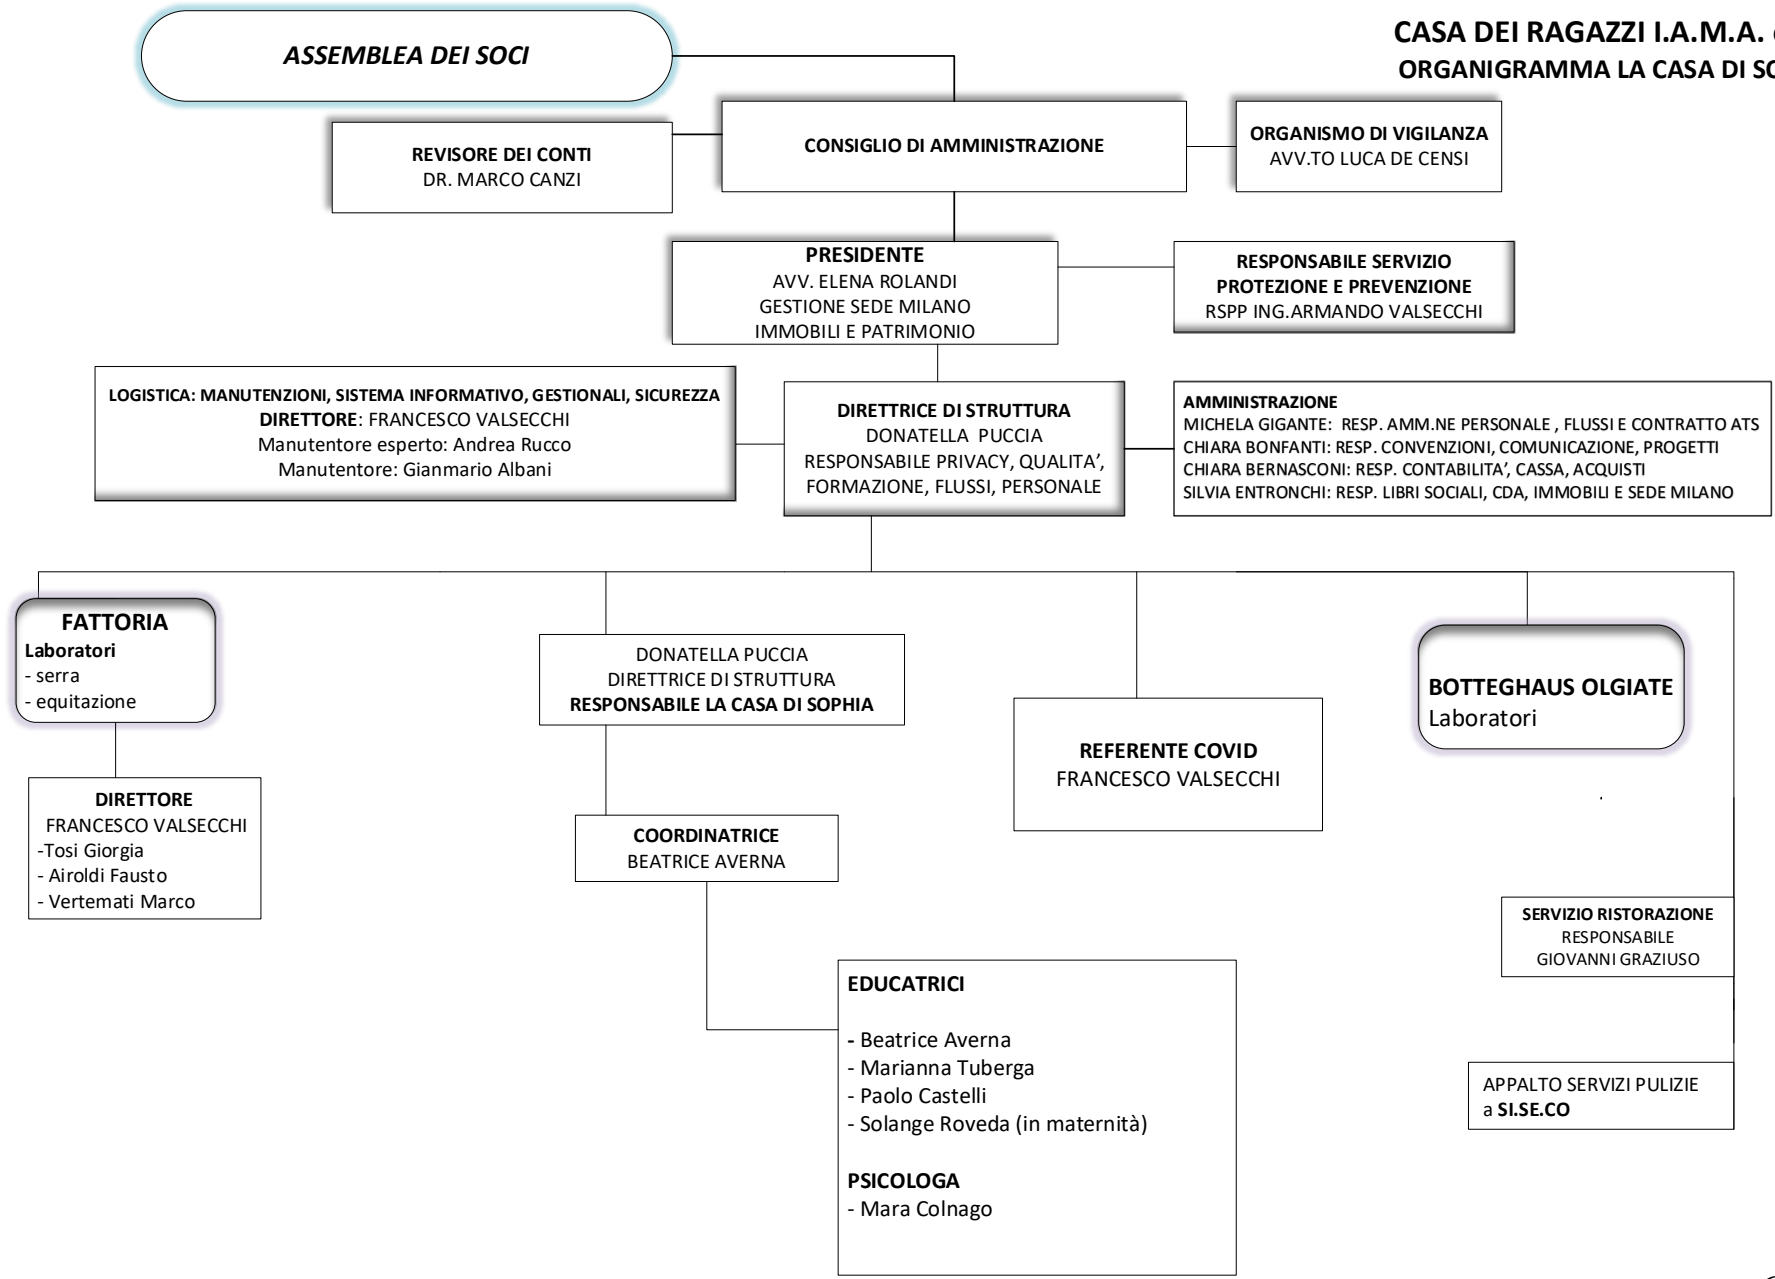 CASA DEI RAGAZZI I.A.M.A.
ORGANIGRAMMA LA CASA DI
ASSEMBLEA DEI SOCI
REVISORE DEI CONTI
DR. MARCO CANZI
CONSIGLIO DI AMMINISTRAZIONE
ORGANISMO DI VIGILANZA
AVV.TO LUCA DE CENSI
PRESIDENTE
AVV. ELENA ROLANDI
GESTIONE SEDE MILANO
IMMOBILI E PATRIMONIO
RESPONSABILE SERVIZIO
PROTEZIONE E PREVENZIONE
RSPP ING.ARMANDO VALSECCHI
LOGISTICA: MANUTENZIONI, SISTEMA INFORMATIVO, GESTIONALI, SICUREZZA
DIRETTORE: FRANCESCO VALSECCHI
Manutentore esperto: Andrea Rucco
Manutentore: Gianmario Albani
DIRETTRICE DI STRUTTURA
DONATELLA PUCCIA
RESPONSABILE PRIVACY, QUALITA’,
FORMAZIONE, FLUSSI, PERSONALE
AMMINISTRAZIONE
MICHELA GIGANTE: RESP. AMM.NE PERSONALE , FLUSSI E CONTRATTO ATS
CHIARA BONFANTI: RESP. CONVENZIONI, COMUNICAZIONE, PROGETTI
CHIARA BERNASCONI: RESP. CONTABILITA’, CASSA, ACQUISTI
SILVIA ENTRONCHI: RESP. LIBRI SOCIALI, CDA, IMMOBILI E SEDE MILANO
FATTORIA
Laboratori
- serra
- equitazione
DIRETTORE
FRANCESCO VALSECCHI
-Tosi Giorgia
- Airoldi Fausto
- Vertemati Marco
DONATELLA PUCCIA
DIRETTRICE DI STRUTTURA
RESPONSABILE LA CASA DI SOPHIA
COORDINATRICE
BEATRICE AVERNA
EDUCATRICI
- Beatrice Averna
- Marianna Tuberga
- Paolo Castelli
- Solange Roveda (in maternità)
PSICOLOGA
- Mara Colnago
REFERENTE COVID
FRANCESCO VALSECCHI
BOTTEGHAUS OLGIATE
Laboratori
.
SERVIZIO RISTORAZIONE
RESPONSABILE
GIOVANNI GRAZIUSO
APPALTO SERVIZI PULIZIE
a SI.SE.CO